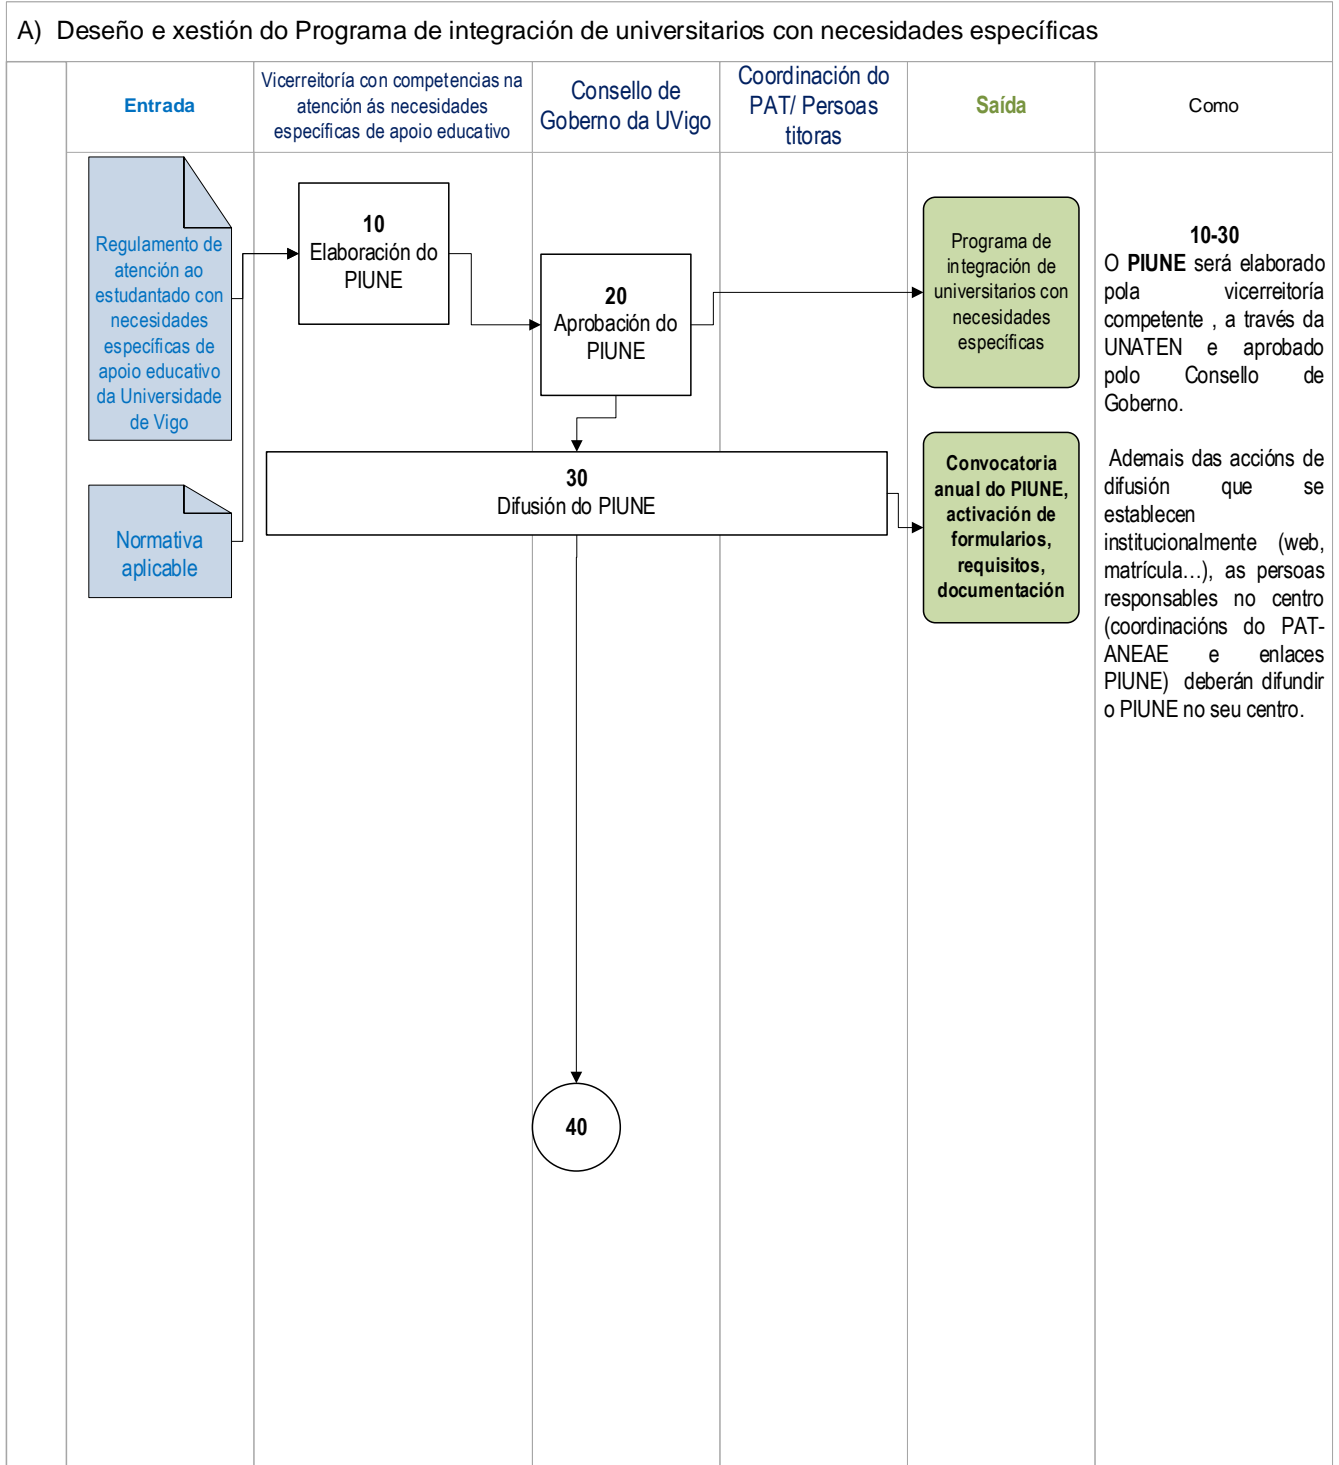 A) Deseño e xestión do Programa de integración de universitarios con necesidades específicas
Entrada
Vicerreitoría con competencias na
atención ás necesidades
específicas de apoio educativo
Consello de
Goberno da UVigo
Coordinación do
PAT/ Persoas
titoras
Saída
Como
Regulamento de
atención ao
estudantado con
necesidades
específicas de
apoio educativo
da Universidade
de Vigo
Normativa
aplicable
10
Elaboración do
PIUNE
20
Aprobación do
PIUNE
30
Difusión do PIUNE
40
Programa de
integración de
universitarios con
necesidades
específicas
Convocatoria
anual do PIUNE,
activación de
formularios,
requisitos,
documentación
10-30
O PIUNE será elaborado
pola vicerreitoría
competente , a través da
UNATEN e aprobado
polo Consello de
Goberno.
Ademais das accións de
difusión que se
establecen
institucionalmente (web,
matrícula…), as persoas
responsables no centro
(coordinacións do PAT-
ANEAE e enlaces
PIUNE) deberán difundir
o PIUNE no seu centro.